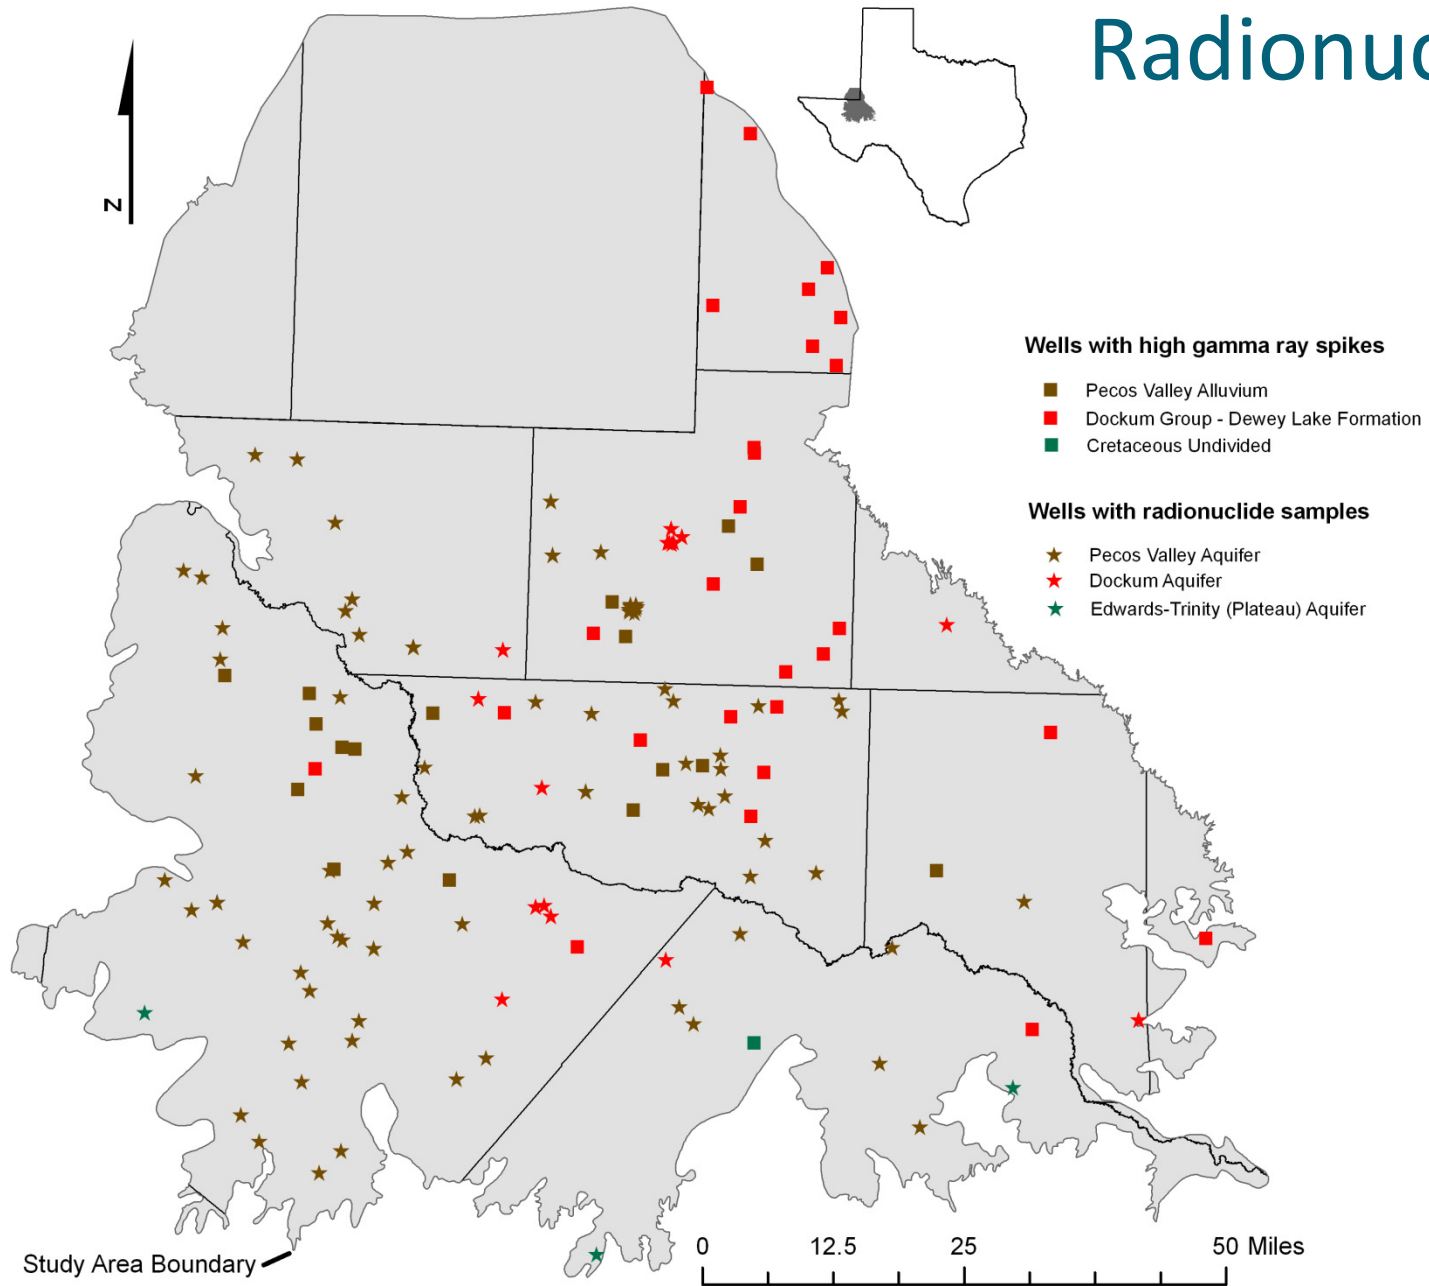 Radionuc
N
Wells with high gamma ray spikes
Pecos Valley Alluvium
Dockum Group - Dewey Lake Formation
Cretaceous Undivided
Wells with radionuclide samples
Pecos Valley Aquifer
Dockum Aquifer
Edwards-Trinity (Plateau) Aquifer
Study Area Boundary
0 12.5 25 50 Miles